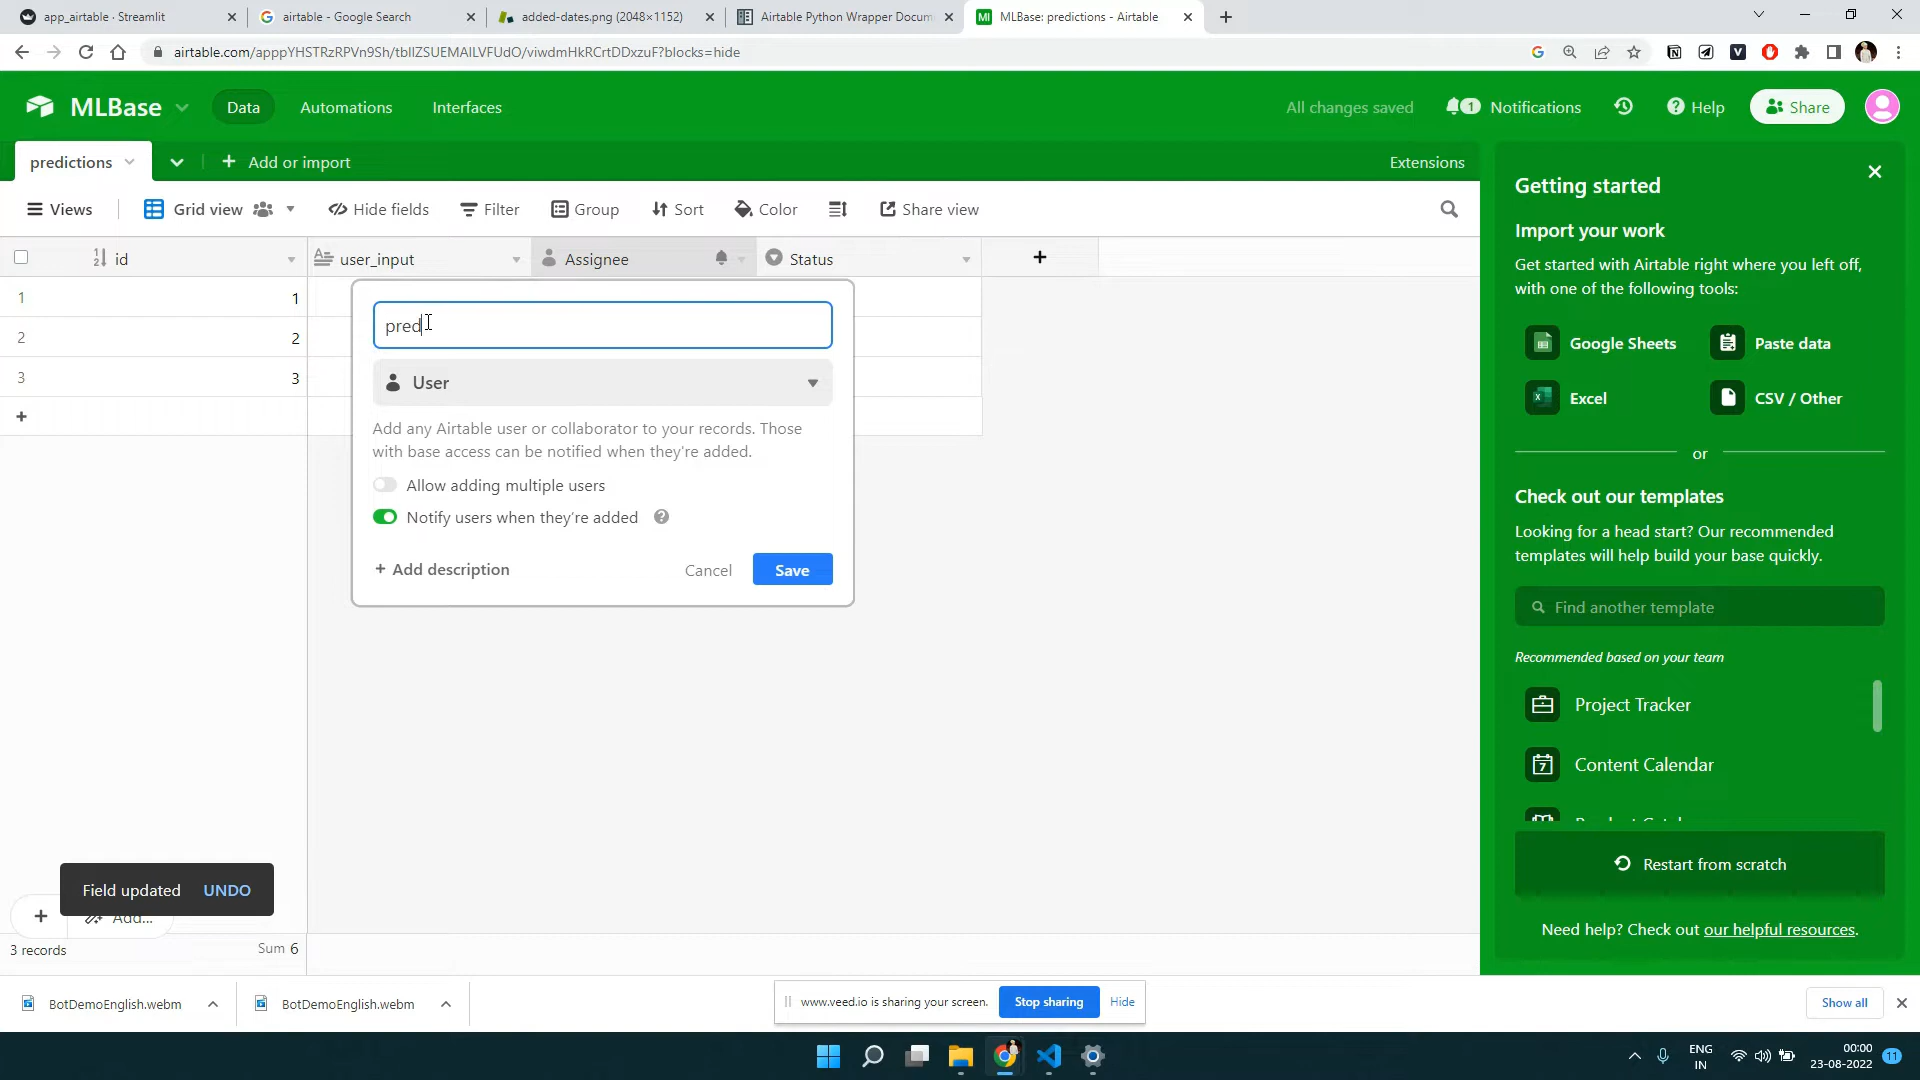 app_airtable · Streamlit
airtable - Google Search
added-dates.png (2048×1152)
Airtable Python Wrapper Docum
MLBase: predictions - Airtable
airtable.com/apppYHSTRzRPVn9Sh/tblIZSUEMAILVFUdO/viwdmHkRCrtDDxzuF?blocks=hide
MLBase
Data
Automations
Interfaces
All changes saved
1
Notifications
Help
Share
predictions
Add or import
Extensions
Views
Grid view
Hide fields
Filter
Group
Sort
Color
Share view
id
user_input
Assignee
Status
1 1
2 2
3 3
pred
User
Add any Airtable user or collaborator to your records. Those
with base access can be notified when they're added.
Allow adding multiple users
Notify users when they're added
+ Add description
Cancel
Save
Getting started
Import your work
Get started with Airtable right where you left off,
with one of the following tools:
Google Sheets
Paste data
Excel
CSV / Other
or
Check out our templates
Looking for a head start? Our recommended
templates will help build your base quickly.
Find another template
Recommended based on your team
Project Tracker
Content Calendar
Restart from scratch
Need help? Check out our helpful resources.
Field updated UNDO
Add...
3 records
Sum 6
BotDemoEnglish.webm
BotDemoEnglish.webm
www.veed.io is sharing your screen.
Stop sharing
Hide
Show all
ENG
IN
00:00
23-08-2022
11